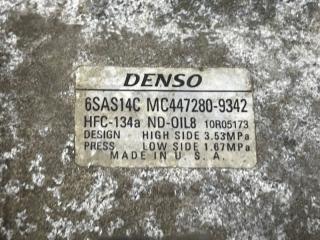 DENSO
6SAS14C MC447280-9342
HFC-134a ND-OIL8 10R05173
DESIGN HIGH SIDE 3.53MPa
PRESS LOW SIDE 1.67MPa
MADE IN U.S.A.